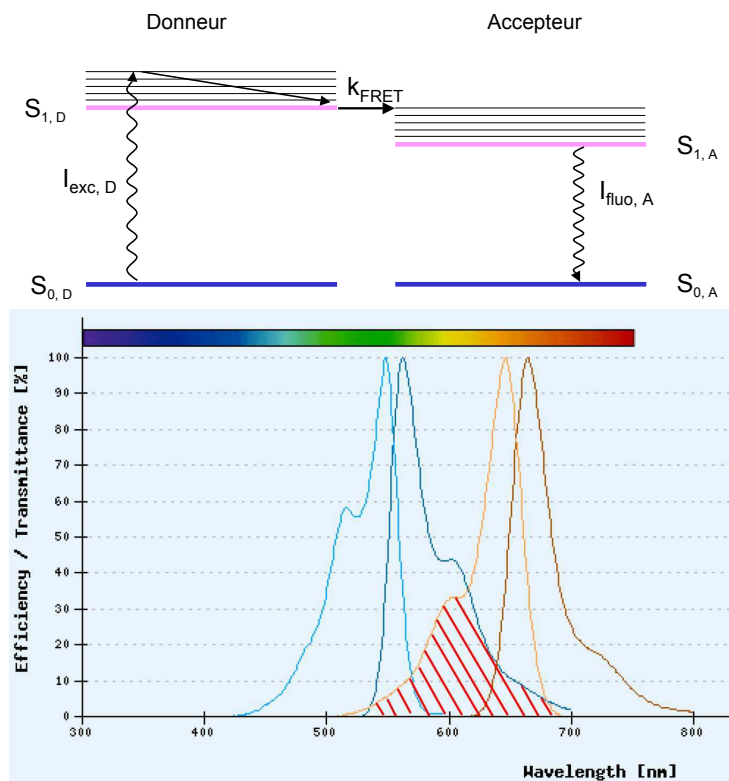 Donneur Accepteur
k FRET
S1, D
S1, A
Iexc, D
Ifluo, A
S0, D
S0, A
Efficiency / Transmittance [%]
100
90
80
70
60
50
40
30
20
10
0
300 400 500 600 700 800
Wavelength [nm]